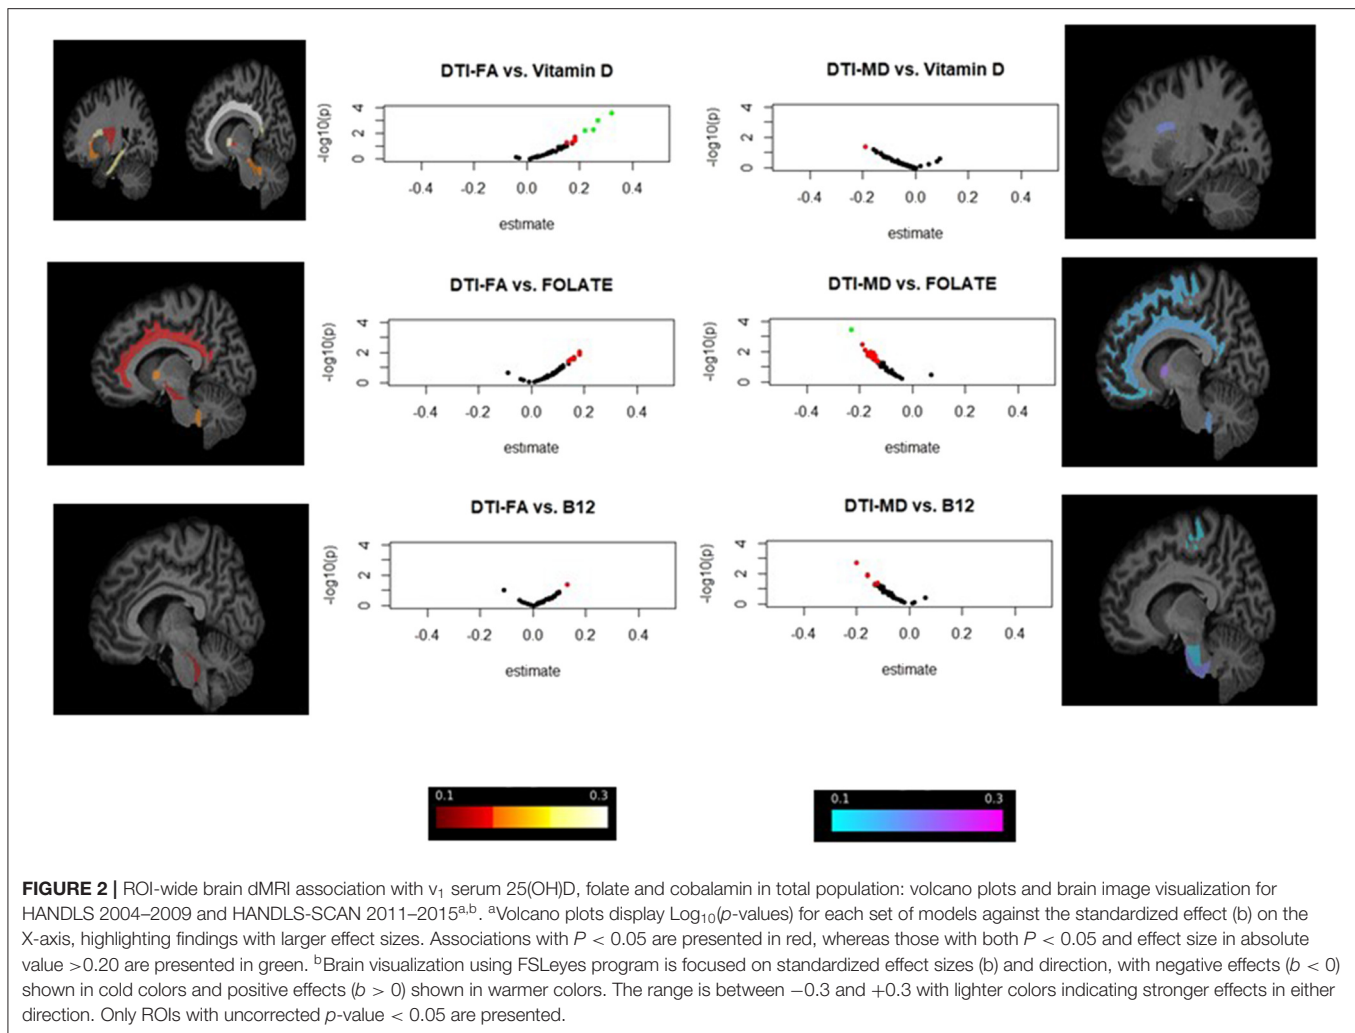 DTI-FA vs. Vitamin D
-log10(p)
4
2
0
-0.4 -0.2 0.0 0.2 0.4
estimate
DTI-MD vs. Vitamin D
-log10(p)
4
2
0
-0.4 -0.2 0.0 0.2 0.4
estimate
DTI-FA vs. FOLATE
-log10(p)
4
2
0
-0.4 -0.2 0.0 0.2 0.4
estimate
DTI-MD vs. FOLATE
-log10(p)
4
2
0
-0.4 -0.2 0.0 0.2 0.4
estimate
DTI-FA vs. B12
-log10(p)
4
2
0
-0.4 -0.2 0.0 0.2 0.4
estimate
DTI-MD vs. B12
-log10(p)
4
2
0
-0.4 -0.2 0.0 0.2 0.4
estimate
0.1 0.3
0.1 0.3
FIGURE 2 | ROI-wide brain dMRI association with v₁ serum 25(OH)D, folate and cobalamin in total population: volcano plots and brain image visualization for
HANDLS 2004–2009 and HANDLS-SCAN 2011–2015ᵃ,ᵇ. ᵃVolcano plots display Log₁₀(p-values) for each set of models against the standardized effect (b) on the
X-axis, highlighting findings with larger effect sizes. Associations with P < 0.05 are presented in red, whereas those with both P < 0.05 and effect size in absolute
value >0.20 are presented in green. ᵇBrain visualization using FSLeyes program is focused on standardized effect sizes (b) and direction, with negative effects (b < 0)
shown in cold colors and positive effects (b > 0) shown in warmer colors. The range is between −0.3 and +0.3 with lighter colors indicating stronger effects in either
direction. Only ROIs with uncorrected p-value < 0.05 are presented.